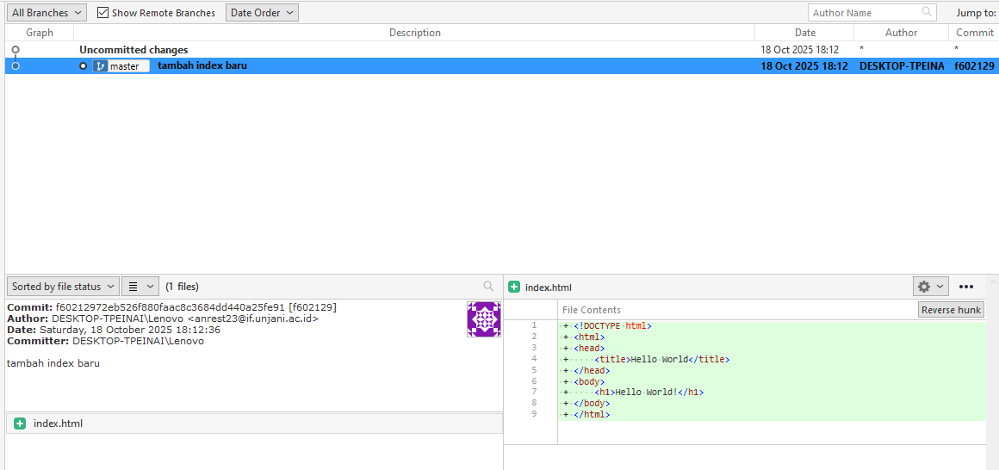 All Branches Show Remote Branches Date Order Author Name Jump to:
Graph Description Date Author Commit
Uncommitted changes 18 Oct 2025 18:12 * *
master tambah index baru 18 Oct 2025 18:12 DESKTOP-TPEINA f602129
Sorted by file status (1 files)
Commit: f60212972eb526f880faac8c3684dd440a25fe91 [f602129]
Author: DESKTOP-TPEINAI\Lenovo <anrest23@if.unjani.ac.id>
Date: Saturday, 18 October 2025 18:12:36
Committer: DESKTOP-TPEINAI\Lenovo
tambah index baru
index.html
index.html
File Contents Reverse hunk
1 + <!DOCTYPE html>
2 + <html>
3 + <head>
4 + <title>Hello World</title>
5 + </head>
6 + <body>
7 + <h1>Hello World!</h1>
8 + </body>
9 + </html>